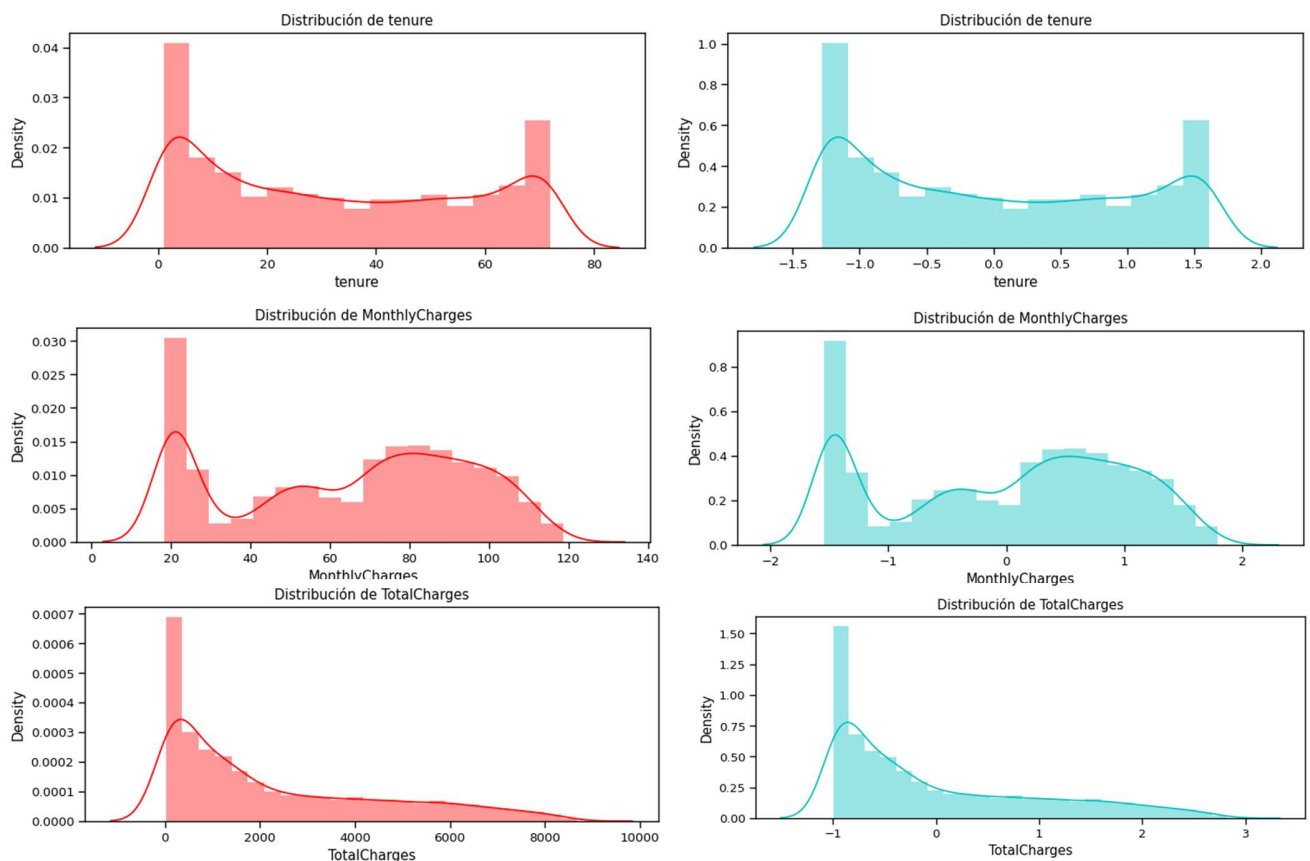 Distribución de tenure
Density
0.04
0.03
0.02
0.01
0.00
0 20 40 60 80
tenure
Distribución de tenure
Density
1.0
0.8
0.6
0.4
0.2
0.0
−1.5 −1.0 −0.5 0.0 0.5 1.0 1.5 2.0
tenure
Distribución de MonthlyCharges
Density
0.030
0.025
0.020
0.015
0.010
0.005
0.000
0 20 40 60 80 100 120 140
MonthlyCharges
Distribución de MonthlyCharges
Density
0.8
0.6
0.4
0.2
0.0
−2 −1 0 1 2
MonthlyCharges
Distribución de TotalCharges
Density
0.0007
0.0006
0.0005
0.0004
0.0003
0.0002
0.0001
0.0000
0 2000 4000 6000 8000 10000
TotalCharges
Distribución de TotalCharges
Density
1.50
1.25
1.00
0.75
0.50
0.25
0.00
−1 0 1 2 3
TotalCharges